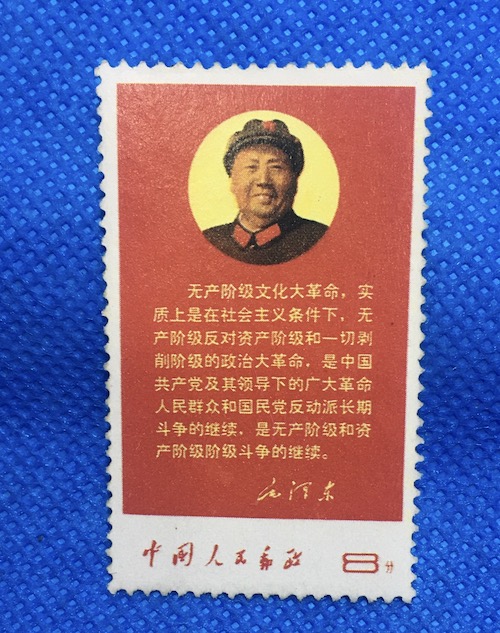 无产阶级文化大革命，实
质上是在社会主义条件下，无
产阶级反对资产阶级和一切剥
削阶级的政治大革命，是中国
共产党及其领导下的广大革命
人民群众和国民党反动派长期
斗争的继续，是无产阶级和资
产阶级阶级斗争的继续。
毛泽东
中国人民邮政 8分